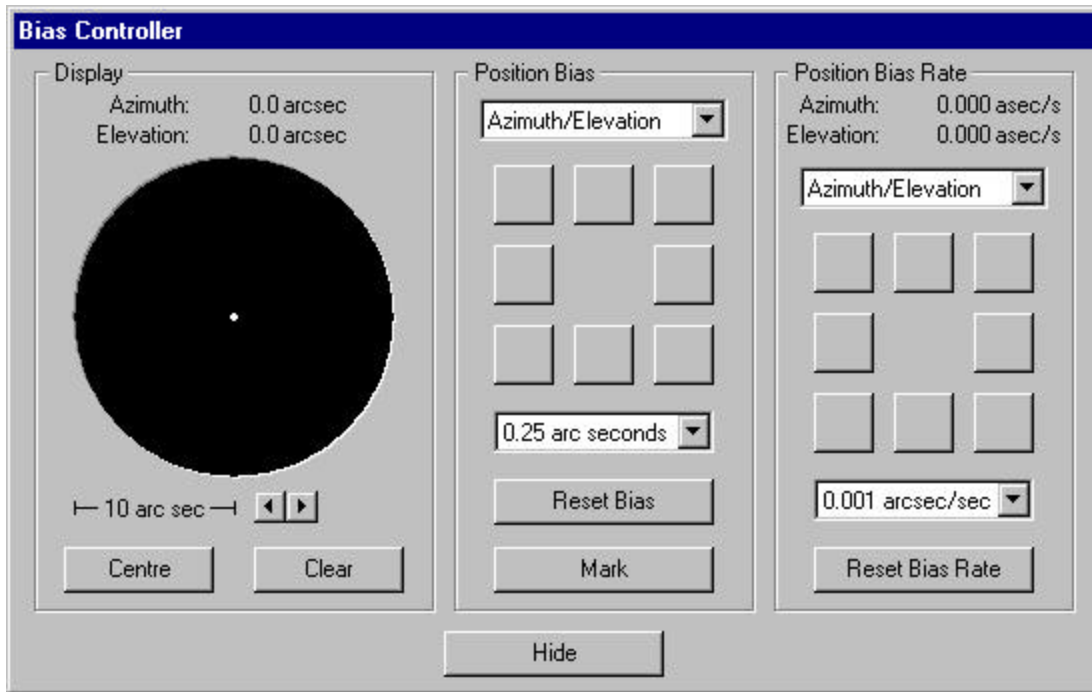 Bias Controller
Display
Azimuth: 0.0 arcsec
Elevation: 0.0 arcsec
10 arc sec
Centre
Clear
Position Bias
Azimuth/Elevation
0.25 arc seconds
Reset Bias
Mark
Position Bias Rate
Azimuth: 0.000 asec/s
Elevation: 0.000 asec/s
Azimuth/Elevation
0.001 arcsec/sec
Reset Bias Rate
Hide